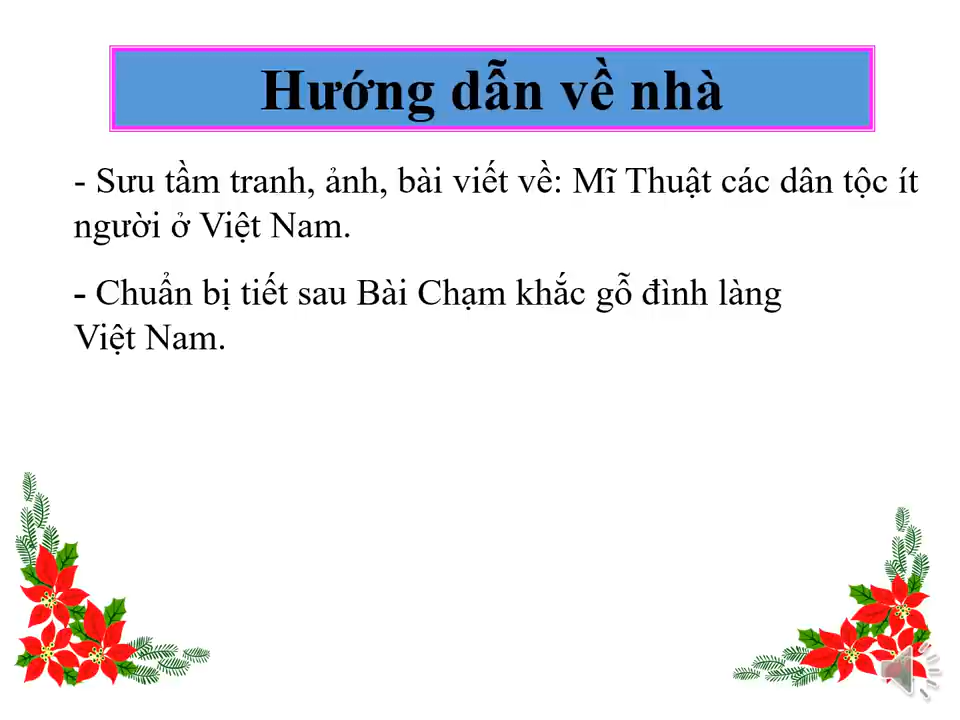 Hướng dẫn về nhà
- Sưu tầm tranh, ảnh, bài viết về: Mĩ Thuật các dân tộc ít
người ở Việt Nam.
- Chuẩn bị tiết sau Bài Chạm khắc gỗ đình làng
Việt Nam.